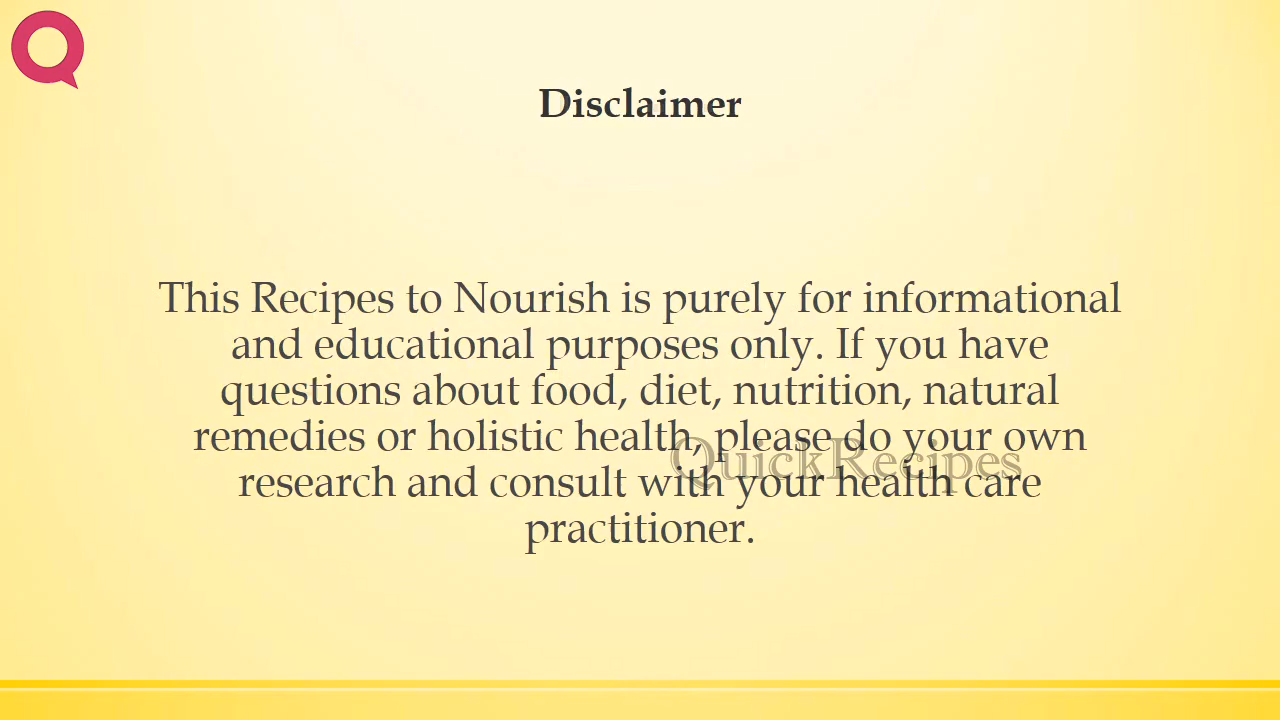 Disclaimer
This Recipes to Nourish is purely for informational
and educational purposes only. If you have
questions about food, diet, nutrition, natural
remedies or holistic health, please do your own
QuickRecipes
research and consult with your health care
practitioner.